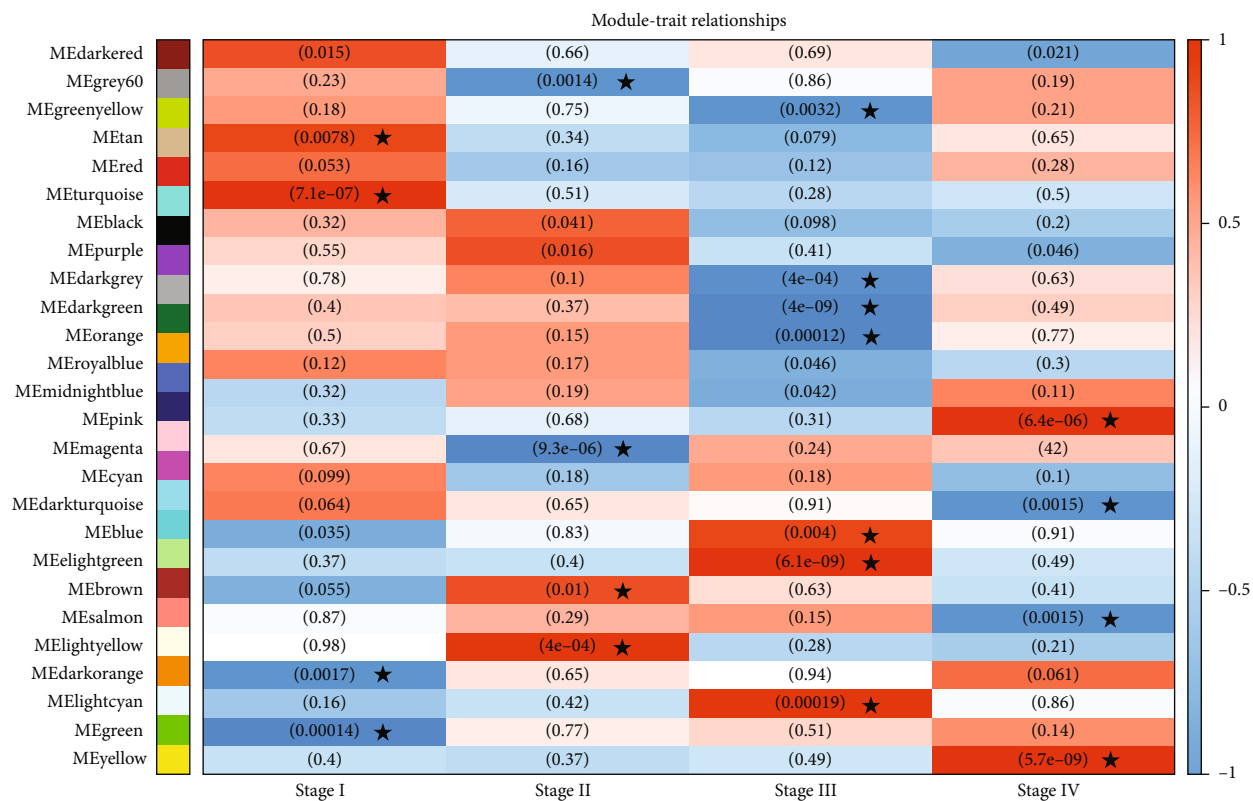 Module-trait relationships
MEdarkered (0.015) (0.66) (0.69) (0.021) 1
MEgrey60 (0.23) (0.0014) ★ (0.86) (0.19)
MEgreenyellow (0.18) (0.75) (0.0032) ★ (0.21)
MEtan (0.0078) ★ (0.34) (0.079) (0.65)
MEred (0.053) (0.16) (0.12) (0.28)
MEturquoise (7.1e–07) ★ (0.51) (0.28) (0.5)
MEblack (0.32) (0.041) (0.098) (0.2) 0.5
MEpurple (0.55) (0.016) (0.41) (0.046)
MEdarkgrey (0.78) (0.1) (4e–04) ★ (0.63)
MEdarkgreen (0.4) (0.37) (4e–09) ★ (0.49)
MEorange (0.5) (0.15) (0.00012) ★ (0.77)
MEroyalblue (0.12) (0.17) (0.046) (0.3)
MEmidnightblue (0.32) (0.19) (0.042) (0.11)
MEpink (0.33) (0.68) (0.31) (6.4e–06) ★ 0
MEmagenta (0.67) (9.3e–06) ★ (0.24) (42)
MEcyan (0.099) (0.18) (0.18) (0.1)
MEdarkturquoise (0.064) (0.65) (0.91) (0.0015) ★
MEblue (0.035) (0.83) (0.004) ★ (0.91)
MEelightgreen (0.37) (0.4) (6.1e–09) ★ (0.49)
MEbrown (0.055) (0.01) ★ (0.63) (0.41) –0.5
MEsalmon (0.87) (0.29) (0.15) (0.0015) ★
MElightyellow (0.98) (4e–04) ★ (0.28) (0.21)
MEdarkorange (0.0017) ★ (0.65) (0.94) (0.061)
MElightcyan (0.16) (0.42) (0.00019) ★ (0.86)
MEgreen (0.00014) ★ (0.77) (0.51) (0.14)
MEyellow (0.4) (0.37) (0.49) (5.7e–09) ★ –1
Stage I Stage II Stage III Stage IV